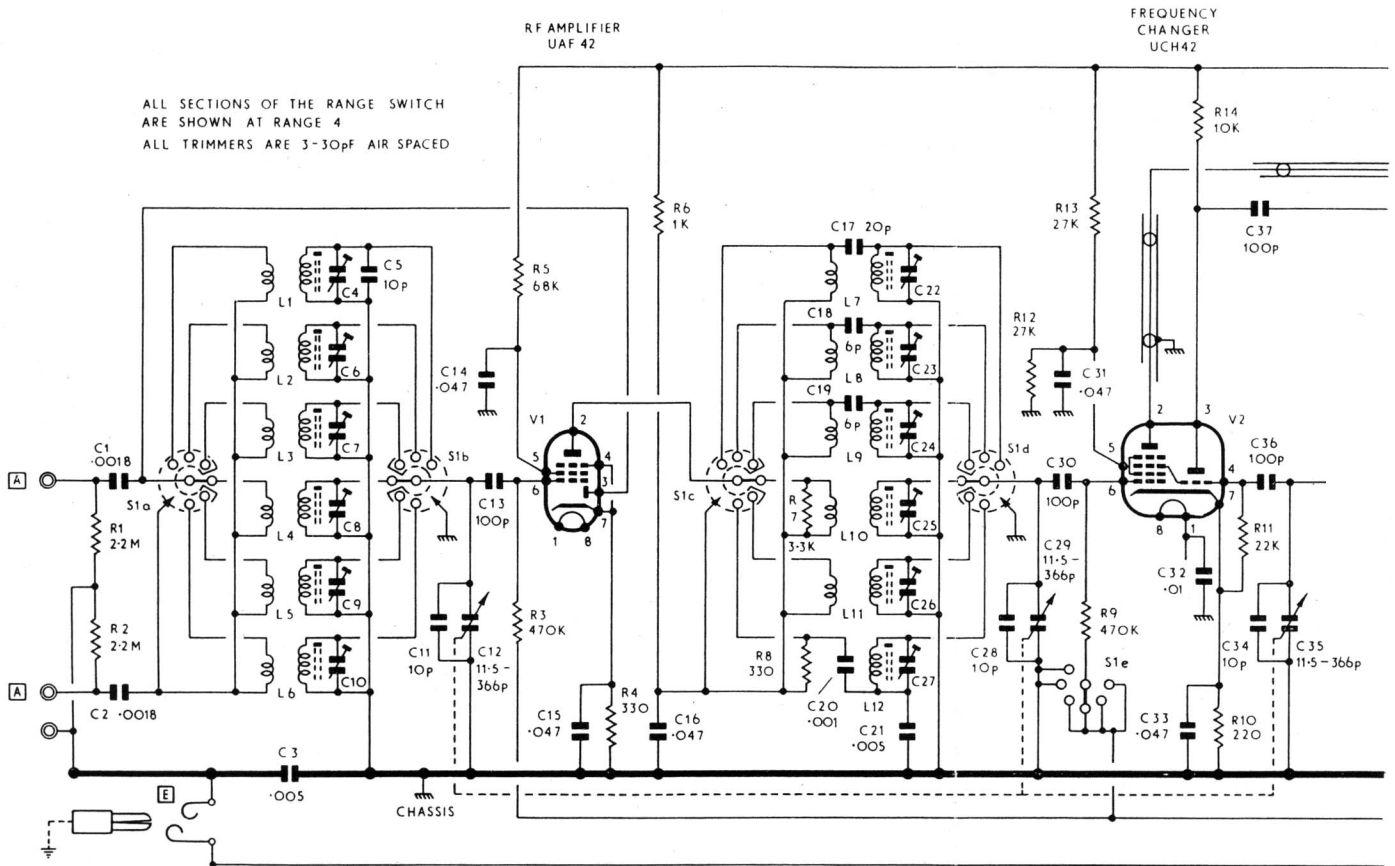 RF AMPLIFIER
UAF 42
FREQUENCY
CHANGER
UCH42
ALL SECTIONS OF THE RANGE SWITCH
ARE SHOWN AT RANGE 4
ALL TRIMMERS ARE 3-30pF AIR SPACED
R14
10K
R6
1K
R13
27K
C37
100p
C17 20p
R5
68K
C5
10p
C4
L1
C22
L7
C18
6p
R12
27K
C6
L2
C14
·047
C23
L8
C19
6p
C31
·047
C7
L3
C24
L9
V1
2
5
4
3
6
7
1
8
V2
2
3
5
4
6
7
8
1
C1
·0018
A
S1a
S1b
C13
100p
S1c
S1d
C30
100p
C36
100p
R1
2·2M
C8
L4
R
7
3·3K
C25
L10
R11
22K
C29
11·5-
366p
C32
·01
R2
2·2M
C9
L5
C26
L11
C11
10p
C12
11·5-
366p
R3
470K
C28
10p
R9
470K
C34
10p
C35
11·5-366p
S1e
A
C2 ·0018
C10
L6
R4
330
R8
330
C20
·001
C27
L12
C15
·047
C16
·047
C21
·005
C33
·047
R10
220
C3
·005
E
CHASSIS